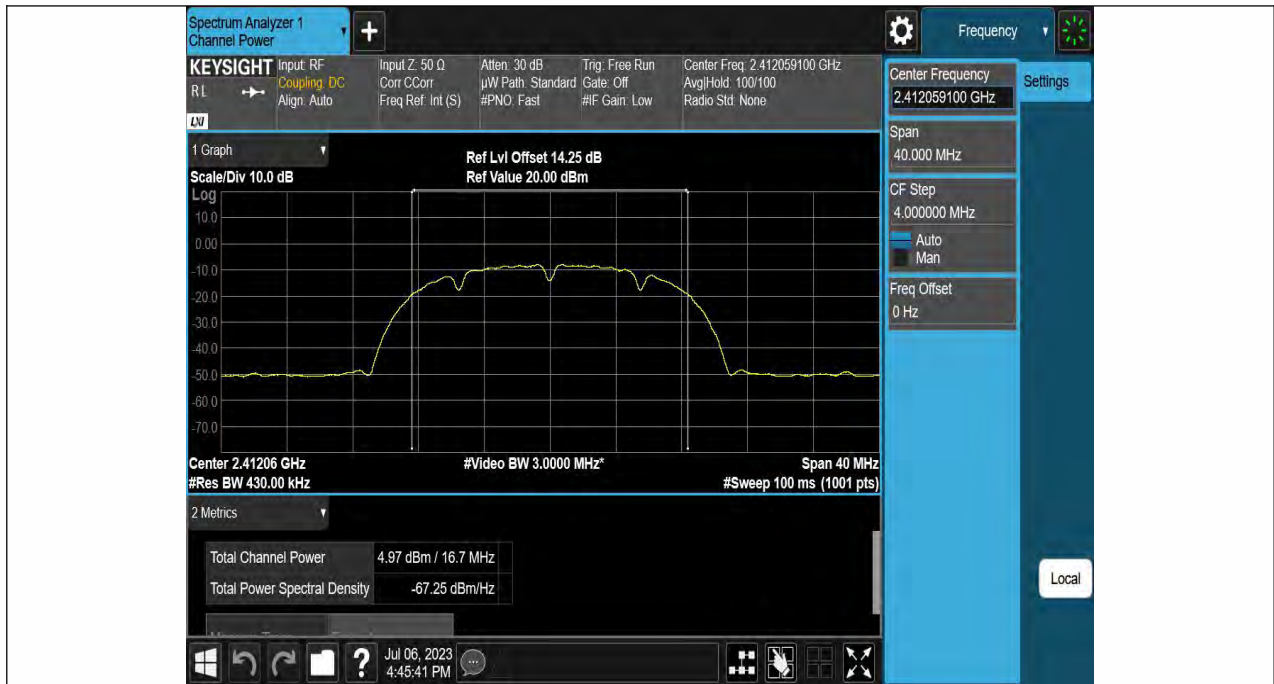 Spectrum Analyzer 1
Channel Power
+
Frequency
KEYSIGHT
RL
LXI
Input: RF
Coupling: DC
Align: Auto
Input Z: 50 Ω
Corr CCorr
Freq Ref: Int (S)
Atten: 30 dB
µW Path: Standard
#PNO: Fast
Trig: Free Run
Gate: Off
#IF Gain: Low
Center Freq: 2.412059100 GHz
Avg|Hold: 100/100
Radio Std: None
Center Frequency
2.412059100 GHz
Settings
Span
40.000 MHz
CF Step
4.000000 MHz
Auto
Man
Freq Offset
0 Hz
1 Graph
Ref Lvl Offset 14.25 dB
Scale/Div 10.0 dB
Ref Value 20.00 dBm
Log
10.0
0.00
-10.0
-20.0
-30.0
-40.0
-50.0
-60.0
-70.0
Center 2.41206 GHz
#Video BW 3.0000 MHz*
Span 40 MHz
#Res BW 430.00 kHz
#Sweep 100 ms (1001 pts)
2 Metrics
Total Channel Power 4.97 dBm / 16.7 MHz
Total Power Spectral Density -67.25 dBm/Hz
Local
?
Jul 06, 2023
4:45:41 PM